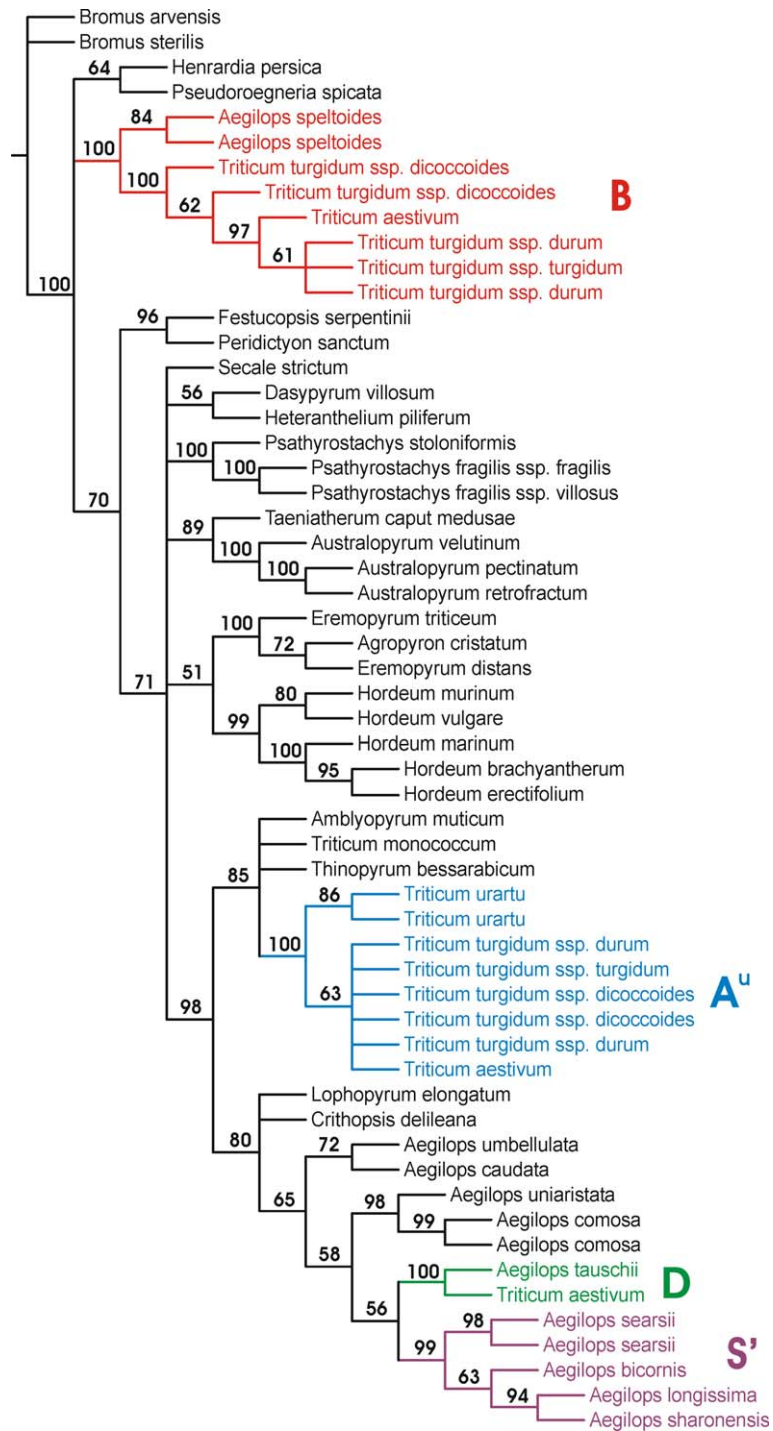 Bromus arvensis
Bromus sterilis
64 Henrardia persica
Pseudoroegneria spicata
84 Aegilops speltoides
100 Aegilops speltoides
100 Triticum turgidum ssp. dicoccoides
62 Triticum turgidum ssp. dicoccoides B
97 Triticum aestivum
61 Triticum turgidum ssp. durum
Triticum turgidum ssp. turgidum
100 Triticum turgidum ssp. durum
96 Festucopsis serpentinii
Peridictyon sanctum
Secale strictum
56 Dasypyrum villosum
Heteranthelium piliferum
100 Psathyrostachys stoloniformis
100 Psathyrostachys fragilis ssp. fragilis
70 Psathyrostachys fragilis ssp. villosus
89 Taeniatherum caput medusae
100 Australopyrum velutinum
100 Australopyrum pectinatum
Australopyrum retrofractum
100 Eremopyrum triticeum
72 Agropyron cristatum
71 51 Eremopyrum distans
80 Hordeum murinum
99 Hordeum vulgare
100 Hordeum marinum
95 Hordeum brachyantherum
Hordeum erectifolium
Amblyopyrum muticum
Triticum monococcum
85 Thinopyrum bessarabicum
86 Triticum urartu
Triticum urartu
100 Triticum turgidum ssp. durum
Triticum turgidum ssp. turgidum
63 Triticum turgidum ssp. dicoccoides Au
98 Triticum turgidum ssp. dicoccoides
Triticum turgidum ssp. durum
Triticum aestivum
Lophopyrum elongatum
Crithopsis delileana
80 72 Aegilops umbellulata
Aegilops caudata
65 98 Aegilops uniaristata
99 Aegilops comosa
58 Aegilops comosa
100 Aegilops tauschii D
Triticum aestivum
56 98 Aegilops searsii
99 Aegilops searsii S’
63 Aegilops bicornis
94 Aegilops longissima
Aegilops sharonensis